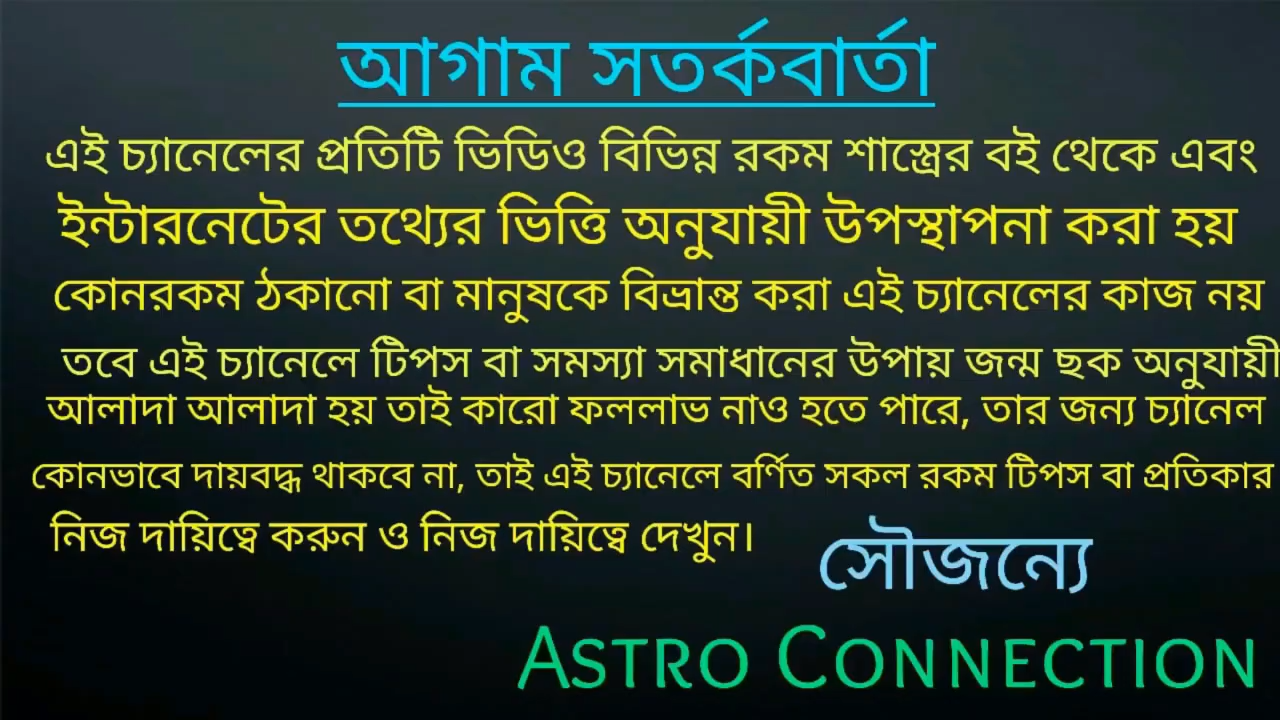 আগাম সতর্কবার্তা
এই চ্যানেলের প্রতিটি ভিডিও বিভিন্ন রকম শাস্ত্রের বই থেকে এবং
ইন্টারনেটের তথ্যের ভিত্তি অনুযায়ী উপস্থাপনা করা হয়
কোনরকম ঠকানো বা মানুষকে বিভ্রান্ত করা এই চ্যানেলের কাজ নয়
তবে এই চ্যানেলে টিপস বা সমস্যা সমাধানের উপায় জন্ম ছক অনুযায়ী
আলাদা আলাদা হয় তাই কারো ফললাভ নাও হতে পারে, তার জন্য চ্যানেল
কোনভাবে দায়বদ্ধ থাকবে না, তাই এই চ্যানেলে বর্ণিত সকল রকম টিপস বা প্রতিকার
নিজ দায়িত্বে করুন ও নিজ দায়িত্বে দেখুন।
সৌজন্যে
ASTRO CONNECTION